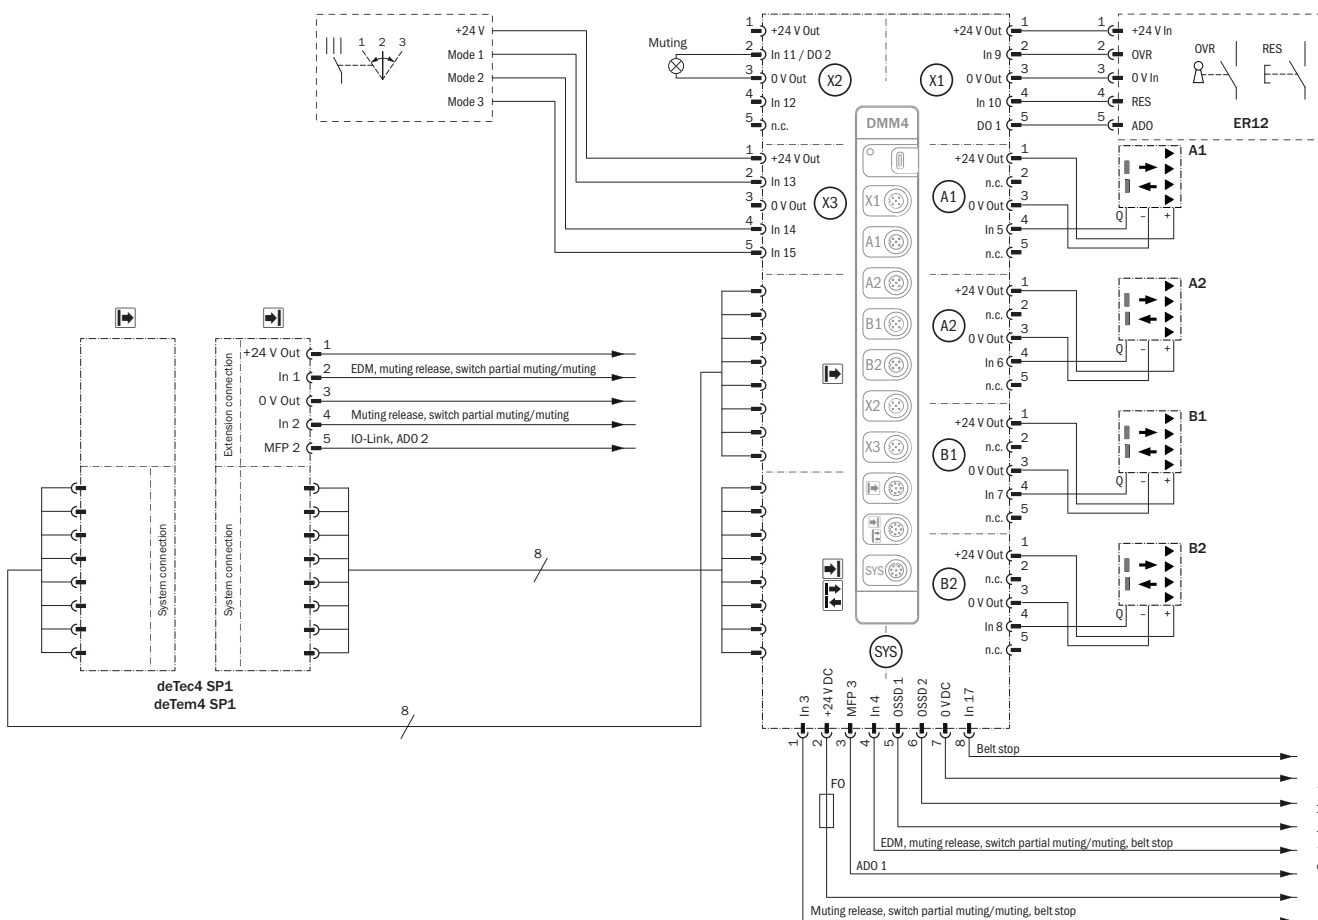 +24 V
1 2 3
Mode 1
Mode 2
Mode 3
Muting
1 +24 V Out
2 In 11 / DO 2
3 0 V Out
4 In 12
5 n.c.
X2
X1
+24 V Out 1
In 9 2
0 V Out 3
In 10 4
DO 1 5
1 +24 V In
2 OVR
3 0 V In
4 RES
5 ADO
OVR RES
ER12
1 +24 V Out
2 In 13
3 0 V Out
4 In 14
5 In 15
X3
DMM4
X1
A1
A2
B1
B2
X2
X3
SYS
SYS
A1
+24 V Out 1
n.c. 2
0 V Out 3
In 5 4
n.c. 5
A1
Q – +
A2
+24 V Out 1
n.c. 2
0 V Out 3
In 6 4
n.c. 5
A2
Q – +
B1
+24 V Out 1
n.c. 2
0 V Out 3
In 7 4
n.c. 5
B1
Q – +
B2
+24 V Out 1
n.c. 2
0 V Out 3
In 8 4
n.c. 5
B2
Q – +
Extension connection
+24 V Out 1
In 1 2 EDM, muting release, switch partial muting/muting
0 V Out 3
In 2 4 Muting release, switch partial muting/muting
MFP 2 5 IO-Link, ADO 2
System connection
System connection
8
deTec4 SP1
deTem4 SP1
8
In 3
+24 V DC
MFP 3
In 4
OSSD 1
OSSD 2
0 V DC
In 17
1 2 3 4 5 6 7 8
Belt stop
F0
EDM, muting release, switch partial muting/muting, belt stop
ADO 1
Muting release, switch partial muting/muting, belt stop